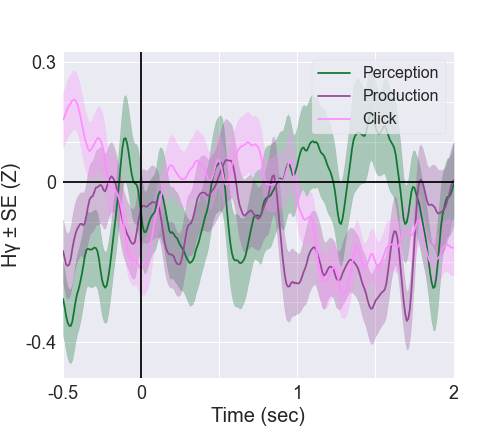 0.3
Perception
Production
Click
0
-0.4
Hγ ± SE (Z)
-0.5
0
1
2
Time (sec)